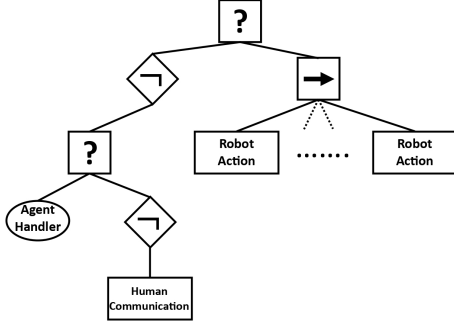 ?
¬
→
?
Robot
Action
.......
Robot
Action
Agent
Handler
¬
Human
Communication